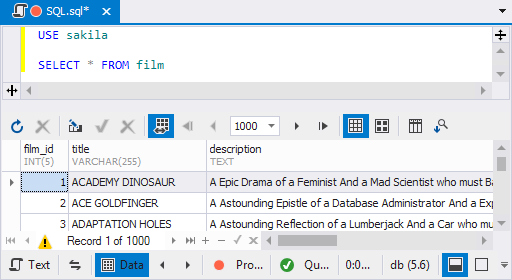 SQL.sql*
USE sakila
SELECT * FROM film
1000
film_id title description
INT(5) VARCHAR(255) TEXT
1 ACADEMY DINOSAUR A Epic Drama of a Feminist And a Mad Scientist who must Ba
2 ACE GOLDFINGER A Astounding Epistle of a Database Administrator And a Exp
3 ADAPTATION HOLES A Astounding Reflection of a Lumberjack And a Car who mu
Record 1 of 1000
Text Data Pro... Qu... 0:0... db (5.6)